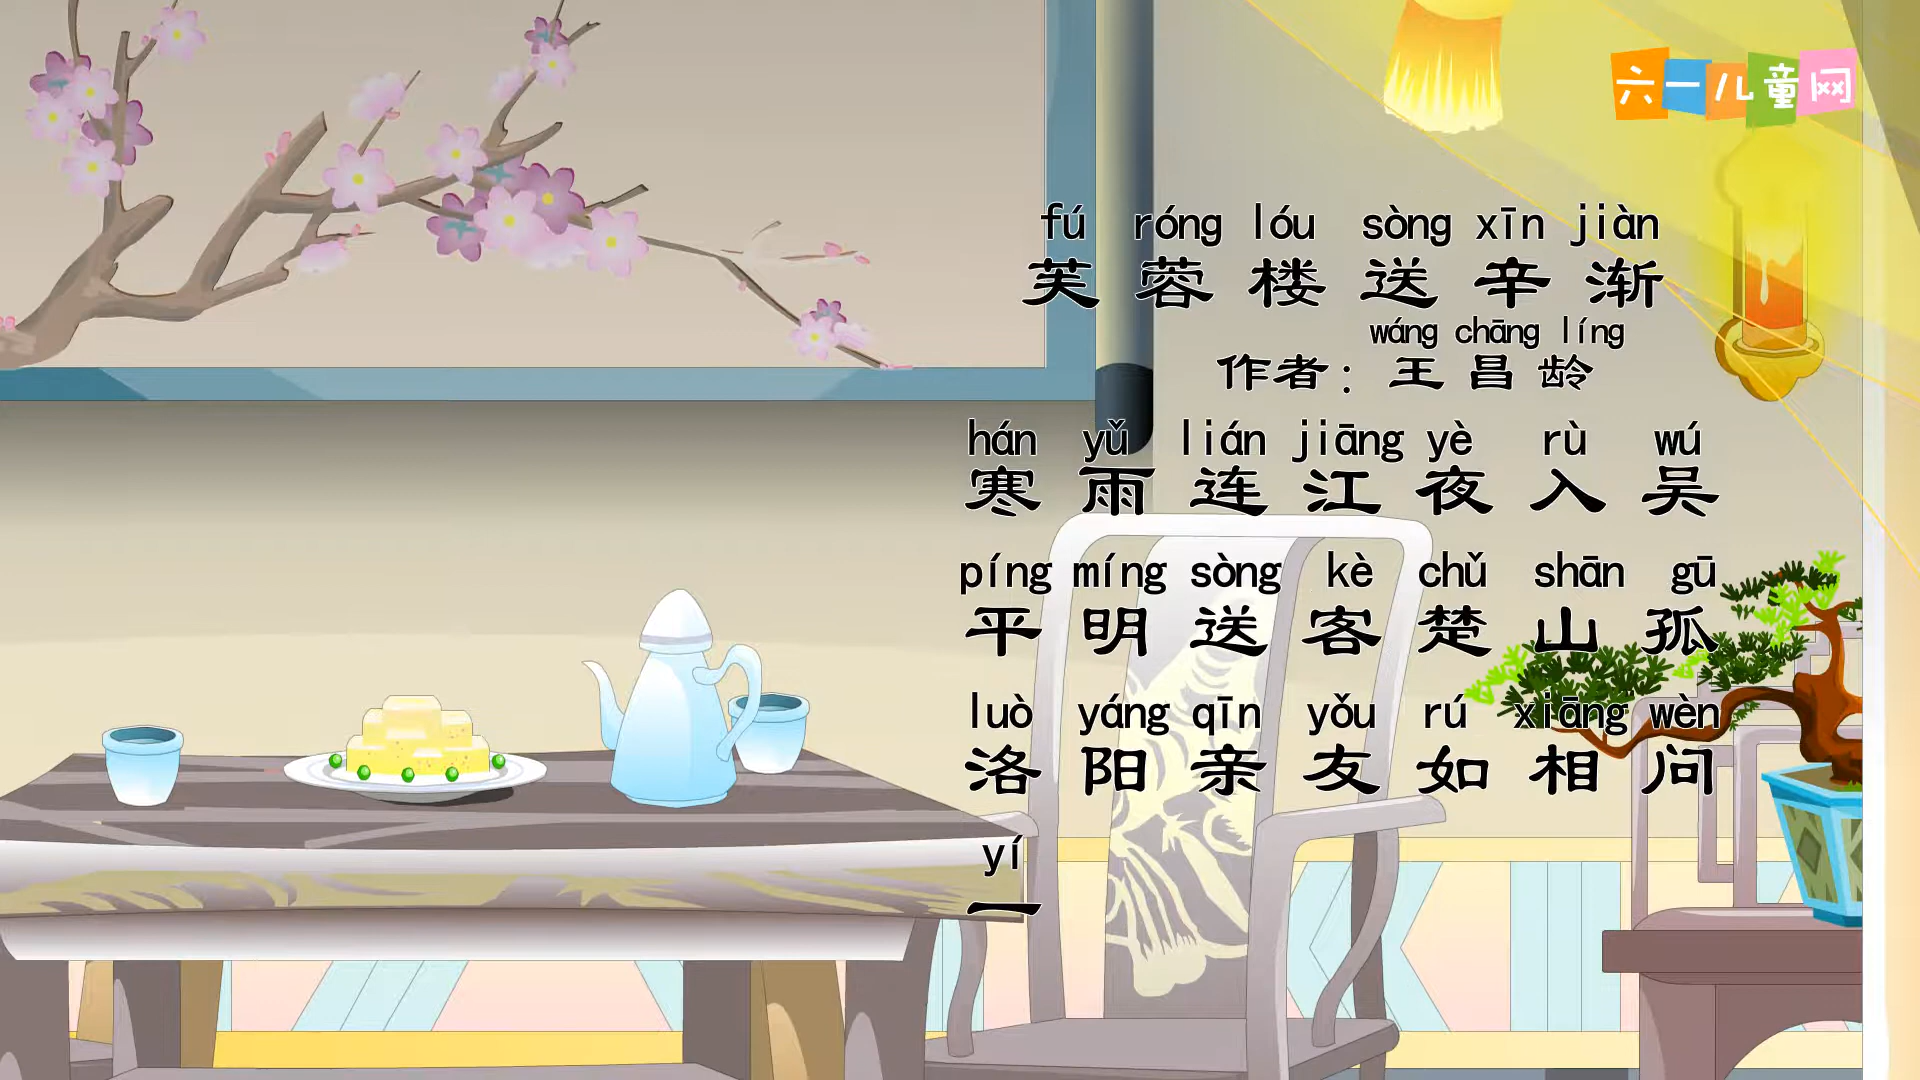 六一儿童网
fú róng lóu sòng xīn jiàn
芙蓉楼送辛渐
wáng chāng líng
作者：王昌龄
hán yǔ lián jiāng yè rù wú
寒雨连江夜入吴
píng míng sòng kè chǔ shān gū
平明送客楚山孤
luò yáng qīn yǒu rú xiāng wèn
洛阳亲友如相问
yí
一